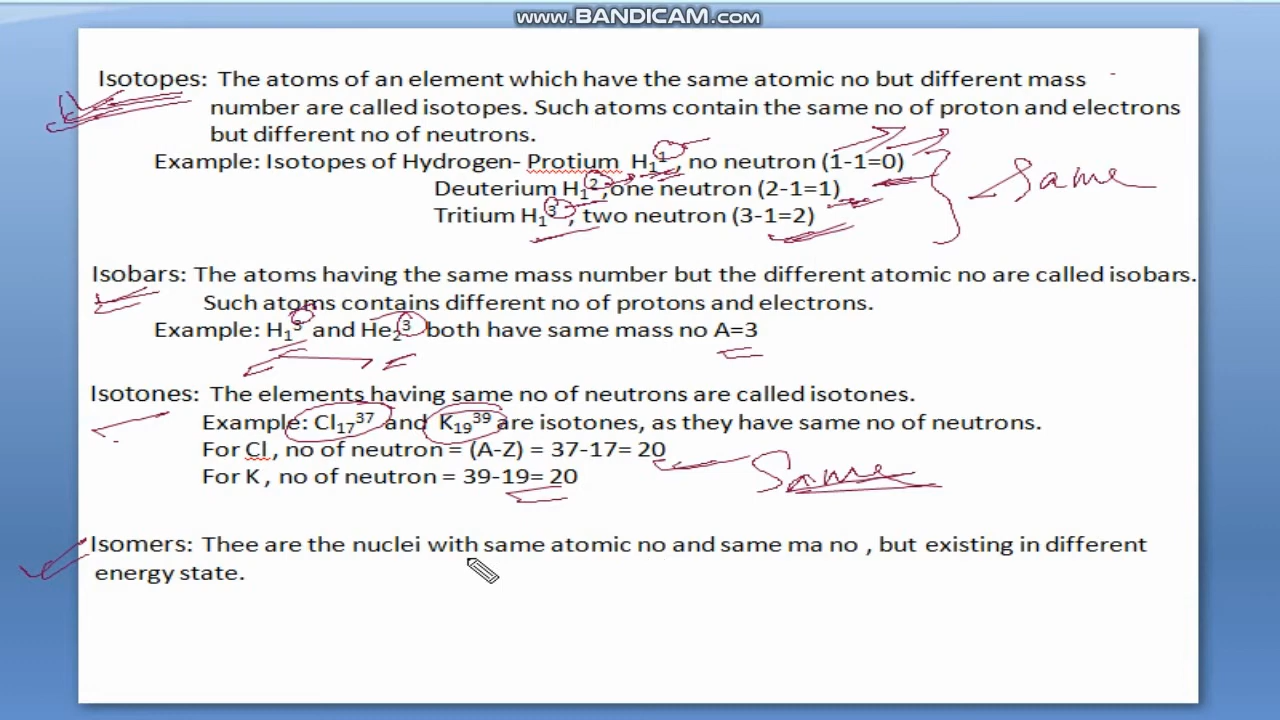 www.BANDICAM.com
Isotopes: The atoms of an element which have the same atomic no but different mass
number are called isotopes. Such atoms contain the same no of proton and electrons
but different no of neutrons.
Example: Isotopes of Hydrogen- Protium H₁¹, no neutron (1-1=0)
Deuterium H₁²,one neutron (2-1=1)
Same
Tritium H₁³, two neutron (3-1=2)
Isobars: The atoms having the same mass number but the different atomic no are called isobars.
Such atoms contains different no of protons and electrons.
Example: H₁³ and He₂³ both have same mass no A=3
Isotones: The elements having same no of neutrons are called isotones.
Example: Cl₁₇³⁷ and K₁₉³⁹ are isotones, as they have same no of neutrons.
For Cl, no of neutron = (A-Z) = 37-17= 20
For K , no of neutron = 39-19= 20
Same
Isomers: Thee are the nuclei with same atomic no and same ma no , but existing in different
energy state.